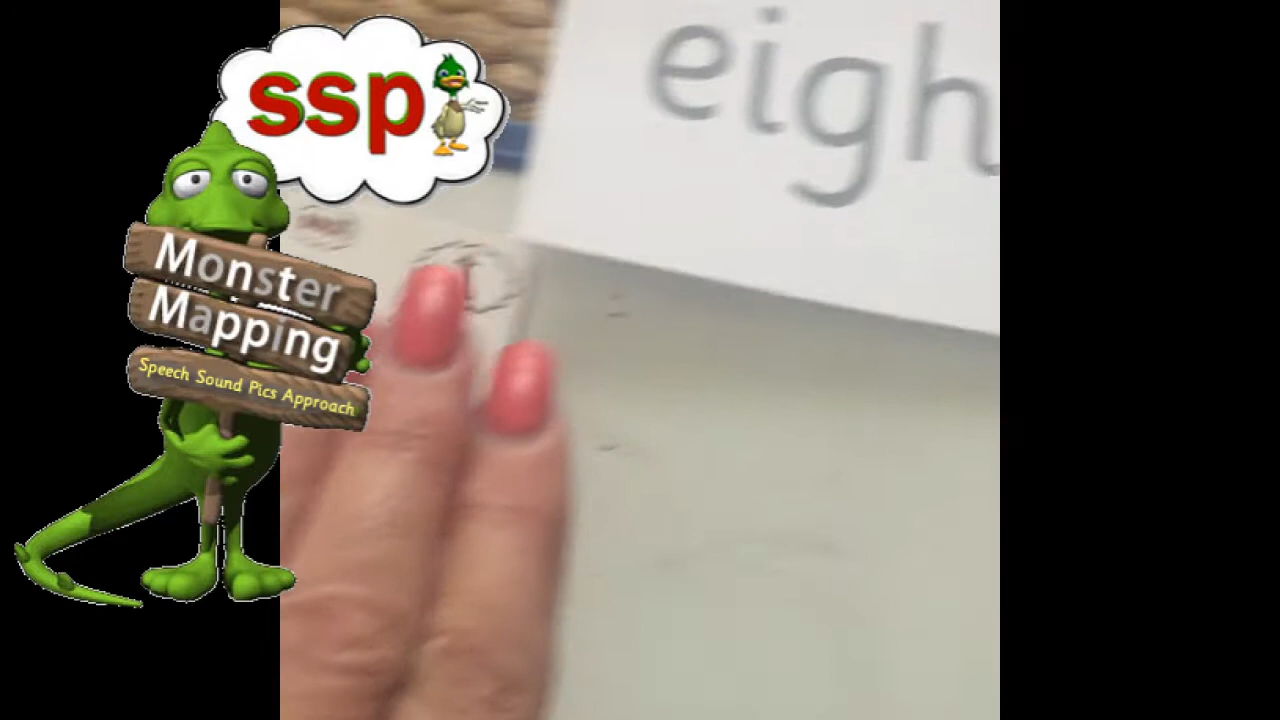 ssp
eigh
Monster
Mapping
Speech Sound Pics Approach